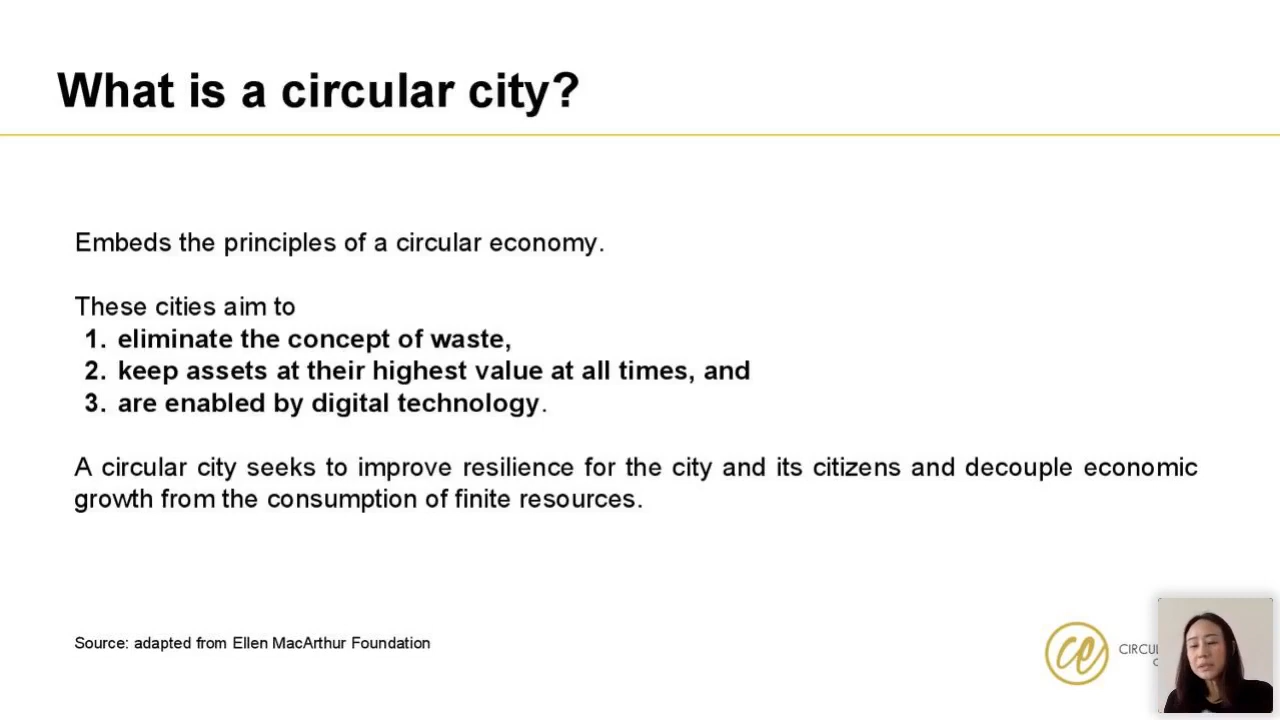 What is a circular city?
Embeds the principles of a circular economy.
These cities aim to
1. eliminate the concept of waste,
2. keep assets at their highest value at all times, and
3. are enabled by digital technology.
A circular city seeks to improve resilience for the city and its citizens and decouple economic
growth from the consumption of finite resources.
Source: adapted from Ellen MacArthur Foundation
ce